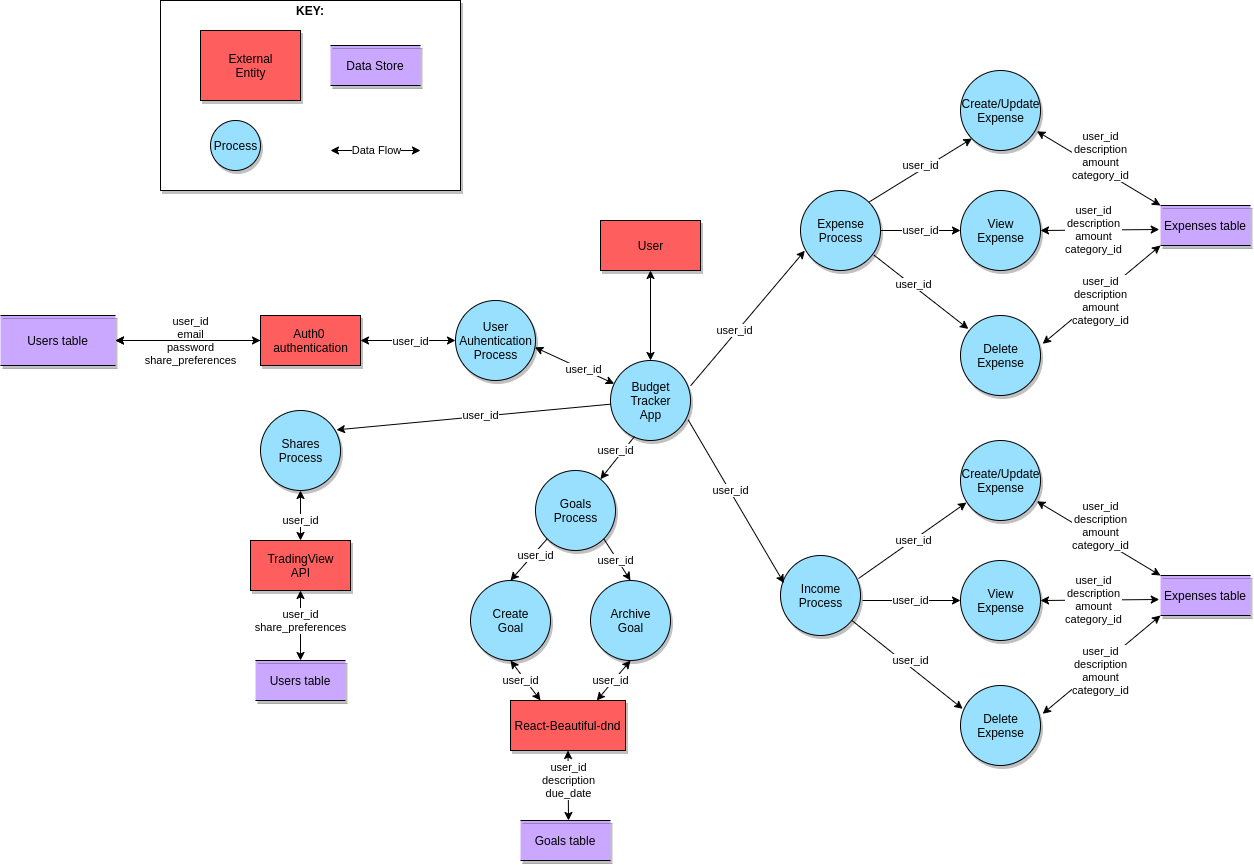 KEY:
External
Entity
Data Store
Process
Data Flow
Create/Update
Expense
user_id
description
amount
category_id
user_id
Expense
Process
user_id
View
Expense
user_id
description
amount
category_id
Expenses table
User
user_id
user_id
description
amount
category_id
Delete
Expense
user_id
Users table
user_id
email
password
share_preferences
Auth0
authentication
user_id
User
Auhentication
Process
user_id
Budget
Tracker
App
user_id
Shares
Process
user_id
user_id
Goals
Process
user_id
user_id
TradingView
API
user_id
share_preferences
Users table
user_id
user_id
Create
Goal
Archive
Goal
user_id
user_id
React-Beautiful-dnd
user_id
description
due_date
Goals table
Create/Update
Expense
user_id
description
amount
category_id
user_id
Income
Process
user_id
View
Expense
user_id
description
amount
category_id
Expenses table
user_id
user_id
description
amount
category_id
Delete
Expense